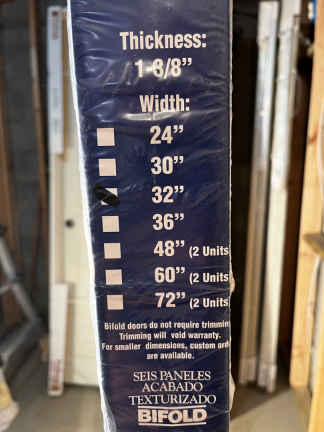 Thickness:
1-3/8”
Width:
24”
30”
32”
36”
48” (2 Units
60” (2 Units
72” (2 Units
Bifold doors do not require trimmin
Trimming will void warranty.
For smaller dimensions, custom ord
are available.
SEIS PANELES
ACABADO
TEXTURIZADO
BIFOLD